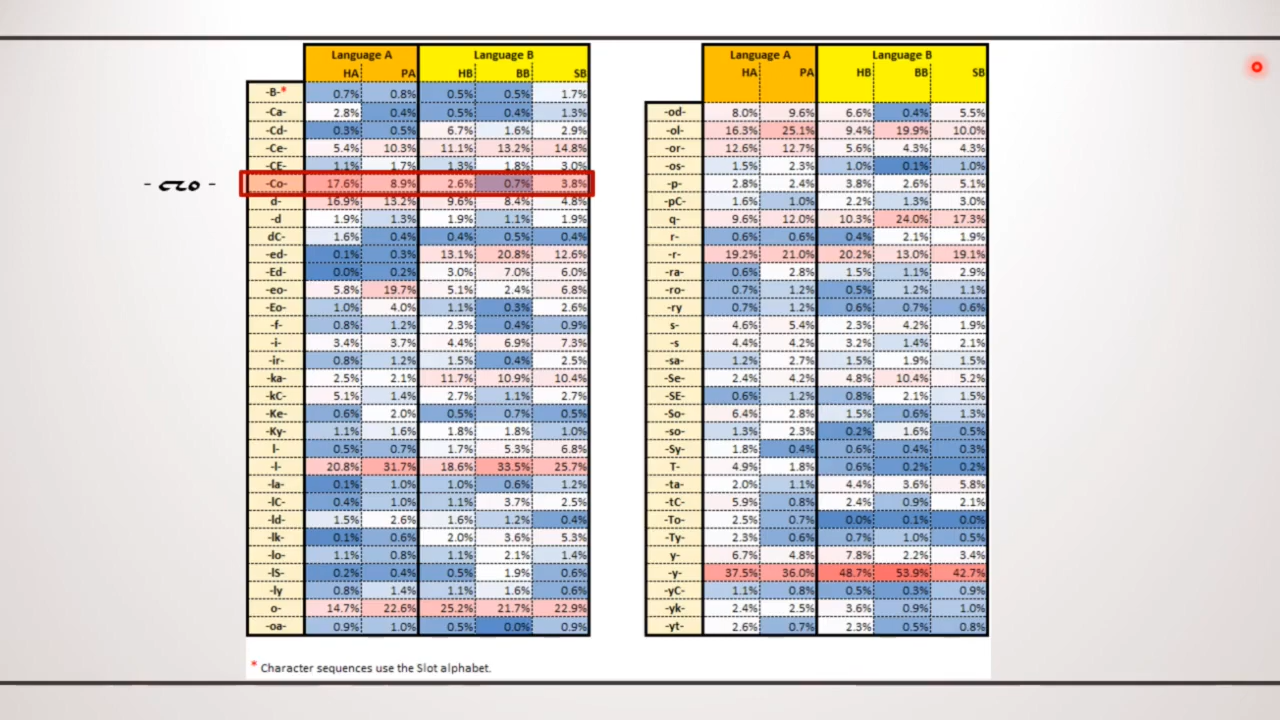 Language A Language B
HA PA HB BB SB
-B-* 0.7% 0.8% 0.5% 0.5% 1.7%
-Ca- 2.8% 0.4% 0.5% 0.4% 1.3%
-Cd- 0.3% 0.5% 6.7% 1.6% 2.9%
-Ce- 5.4% 10.3% 11.1% 13.2% 14.8%
-CE- 1.1% 1.7% 1.3% 1.8% 3.0%
-Co- 17.6% 8.9% 2.6% 0.7% 3.8%
d- 16.9% 13.2% 9.6% 8.4% 4.8%
-d 1.9% 1.3% 1.9% 1.1% 1.9%
dC- 1.6% 0.4% 0.4% 0.5% 0.4%
-ed- 0.1% 0.3% 13.1% 20.8% 12.6%
-Ed- 0.0% 0.2% 3.0% 7.0% 6.0%
-eo- 5.8% 19.7% 5.1% 2.4% 6.8%
-Eo- 1.0% 4.0% 1.1% 0.3% 2.6%
-f- 0.8% 1.2% 2.3% 0.4% 0.9%
-i- 3.4% 3.7% 4.4% 6.9% 7.3%
-ir- 0.8% 1.2% 1.5% 0.4% 2.5%
-ka- 2.5% 2.1% 11.7% 10.9% 10.4%
-kC- 5.1% 1.4% 2.7% 1.1% 2.7%
-Ke- 0.6% 2.0% 0.5% 0.7% 0.5%
-Ky- 1.1% 1.6% 1.8% 1.8% 1.0%
l- 0.5% 0.7% 1.7% 5.3% 6.8%
-l- 20.8% 31.7% 18.6% 33.5% 25.7%
-la- 0.1% 1.0% 1.0% 0.6% 1.2%
-lC- 0.4% 1.0% 1.1% 3.7% 2.5%
-ld- 1.5% 2.6% 1.6% 1.2% 0.4%
-lk- 0.1% 0.6% 2.0% 3.6% 5.3%
-lo- 1.1% 0.8% 1.1% 2.1% 1.4%
-lS- 0.2% 0.4% 0.5% 1.9% 0.6%
-ly 0.8% 1.4% 1.1% 1.6% 0.6%
o- 14.7% 22.6% 25.2% 21.7% 22.9%
-oa- 0.9% 1.0% 0.5% 0.0% 0.9%
Language A Language B
HA PA HB BB SB
-od- 8.0% 9.6% 6.6% 0.4% 5.5%
-ol- 16.3% 25.1% 9.4% 19.9% 10.0%
-or- 12.6% 12.7% 5.6% 4.3% 4.3%
-os- 1.5% 2.3% 1.0% 0.1% 1.0%
-p- 2.8% 2.4% 3.8% 2.6% 5.1%
-pC- 1.6% 1.0% 2.2% 1.3% 3.0%
q- 9.6% 12.0% 10.3% 24.0% 17.3%
r- 0.6% 0.6% 0.4% 2.1% 1.9%
-r- 19.2% 21.0% 20.2% 13.0% 19.1%
-ra- 0.6% 2.8% 1.5% 1.1% 2.9%
-ro- 0.7% 1.2% 0.5% 1.2% 1.1%
-ry 0.7% 1.2% 0.6% 0.7% 0.6%
s- 4.6% 5.4% 2.3% 4.2% 1.9%
-s 4.4% 4.2% 3.2% 1.4% 2.1%
-sa- 1.2% 2.7% 1.5% 1.9% 1.5%
-Se- 2.4% 4.2% 4.8% 10.4% 5.2%
-SE- 0.6% 1.2% 0.8% 2.1% 1.5%
-So- 6.4% 2.8% 1.5% 0.6% 1.3%
-so- 1.3% 2.3% 0.2% 1.6% 0.5%
-Sy- 1.8% 0.4% 0.6% 0.4% 0.3%
T- 4.9% 1.8% 0.6% 0.2% 0.2%
-ta- 2.0% 1.1% 4.4% 3.6% 5.8%
-tC- 5.9% 0.8% 2.4% 0.9% 2.1%
-To- 2.5% 0.7% 0.0% 0.1% 0.0%
-Ty- 2.3% 0.6% 0.7% 1.0% 0.5%
y- 6.7% 4.8% 7.8% 2.2% 3.4%
-y- 37.5% 36.0% 48.7% 53.9% 42.7%
-yC- 1.1% 0.8% 0.5% 0.3% 0.9%
-yk- 2.4% 2.5% 3.6% 0.9% 1.0%
-yt- 2.6% 0.7% 2.3% 0.5% 0.8%
* Character sequences use the Slot alphabet.